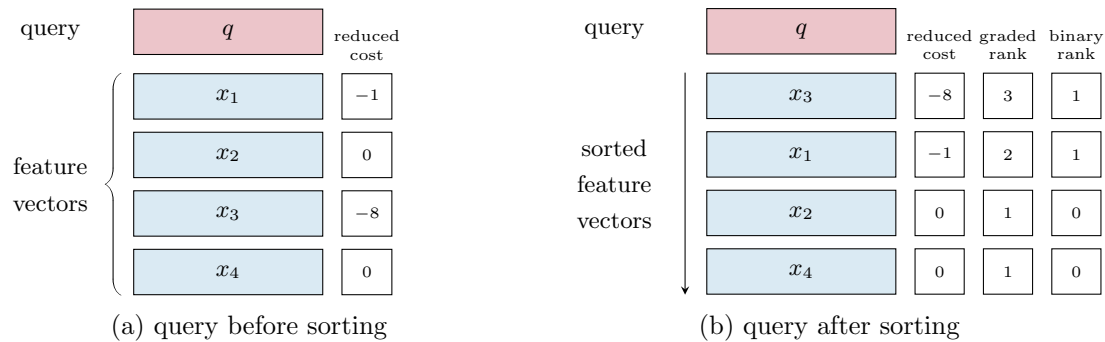 query
q
reduced
cost
feature
vectors
x1
−1
x2
0
x3
−8
x4
0
(a) query before sorting
query
q
reduced
cost
graded
rank
binary
rank
sorted
feature
vectors
x3
−8
3
1
x1
−1
2
1
x2
0
1
0
x4
0
1
0
(b) query after sorting